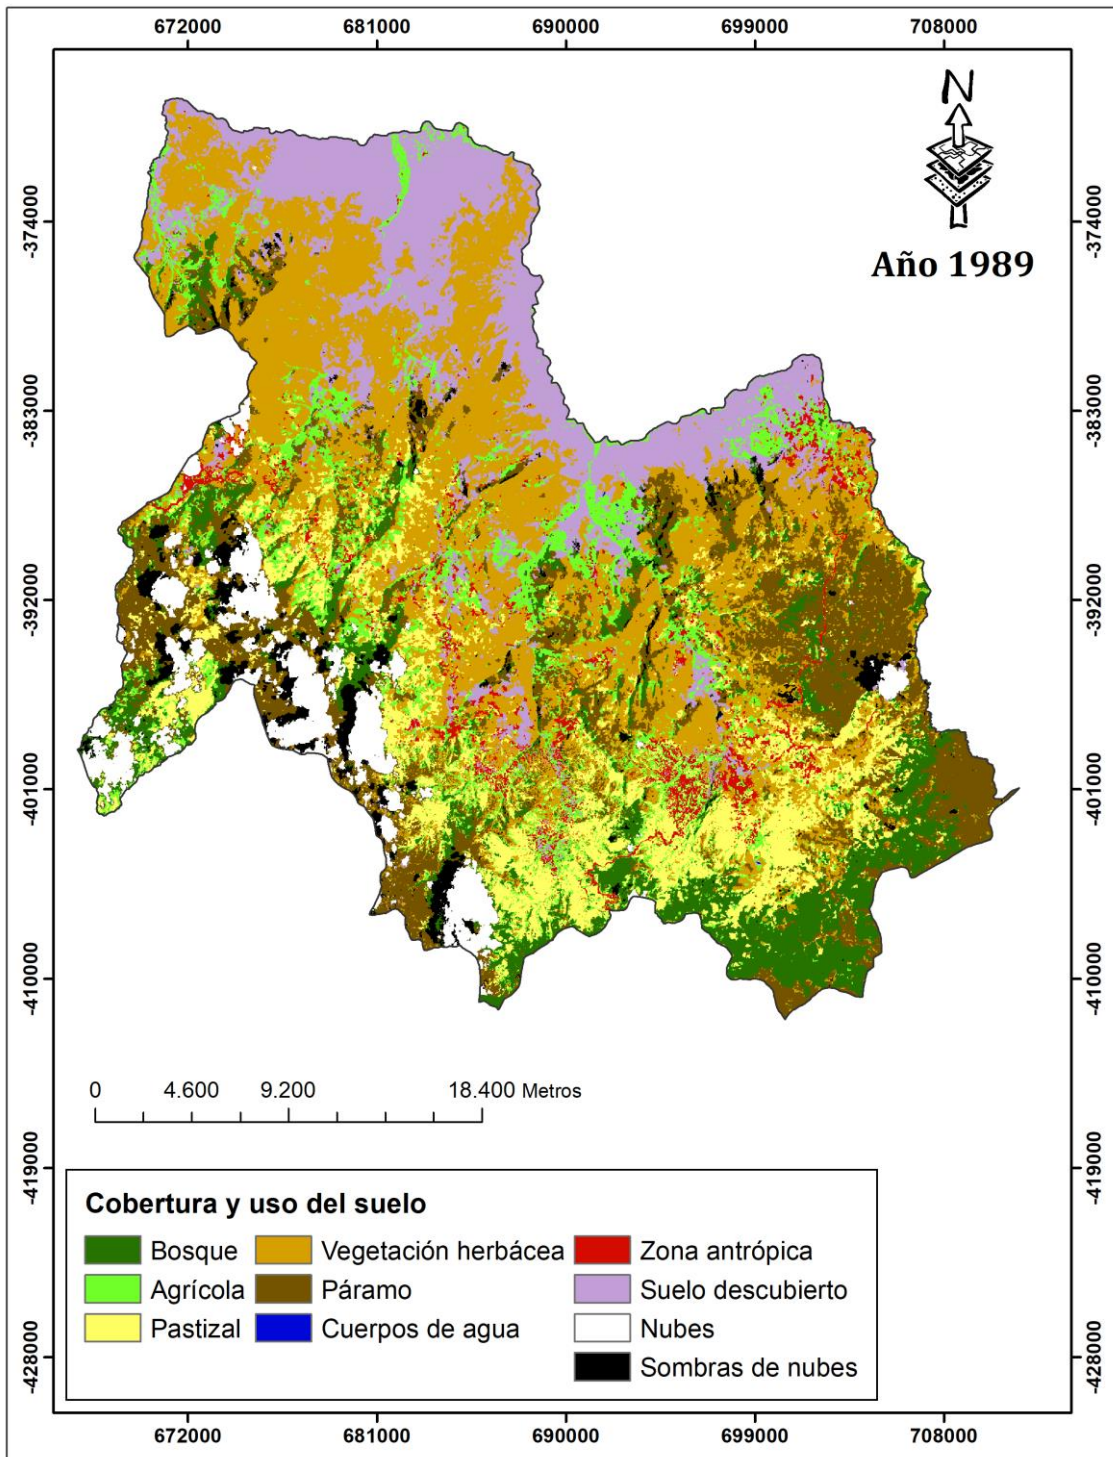 672000 681000 690000 699000 708000
N
Año 1989
-374000 -374000
-383000 -383000
-392000 -392000
-401000 -401000
-410000 -410000
0 4.600 9.200 18.400 Metros
-419000 -419000
Cobertura y uso del suelo
Bosque Vegetación herbácea Zona antrópica
Agrícola Páramo Suelo descubierto
Pastizal Cuerpos de agua Nubes
Sombras de nubes
-428000 -428000
672000 681000 690000 699000 708000